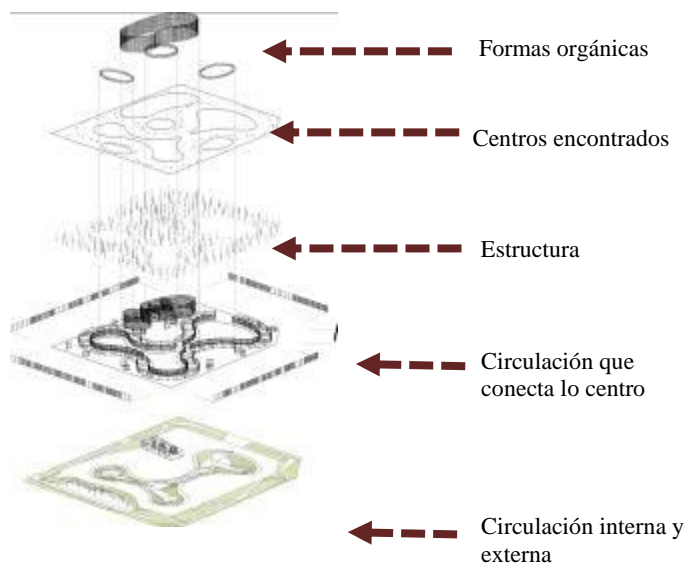 Formas orgánicas
Centros encontrados
Estructura
Circulación que
conecta lo centro
Circulación interna y
externa